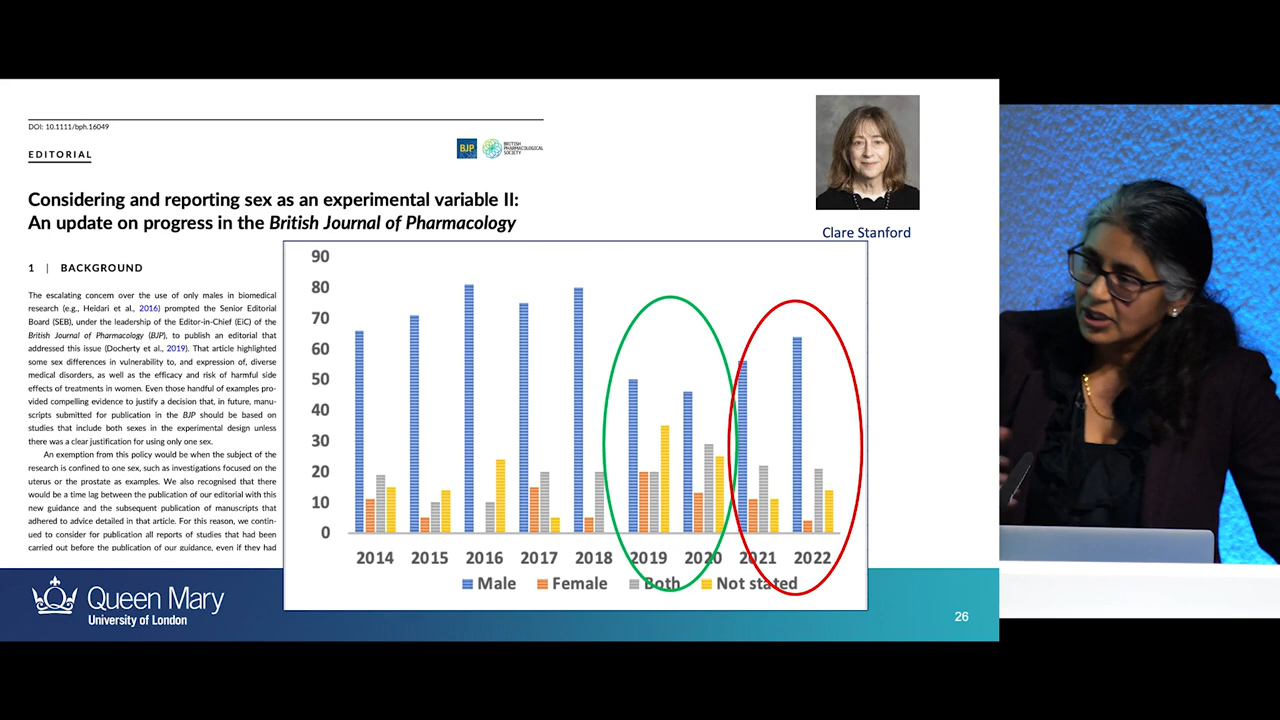 DOI: 10.1111/bph.16049
EDITORIAL
BJP
BRITISH
PHARMACOLOGICAL
SOCIETY
Considering and reporting sex as an experimental variable II:
An update on progress in the British Journal of Pharmacology
Clare Stanford
1 | BACKGROUND
The escalating concern over the use of only males in biomedical
research (e.g., Heidari et al., 2016) prompted the Senior Editorial
Board (SEB), under the leadership of the Editor-in-Chief (EiC) of the
British Journal of Pharmacology (BJP), to publish an editorial that
addressed this issue (Docherty et al., 2019). That article highlighted
some sex differences in vulnerability to, and expression of, diverse
medical disorders, as well as the efficacy and risk of harmful side
effects of treatments in women. Even those handful of examples pro-
vided compelling evidence to justify a decision that, in future, manu-
scripts submitted for publication in the BJP should be based on
studies that include both sexes in the experimental design unless
there was a clear justification for using only one sex.
An exemption from this policy would be when the subject of the
research is confined to one sex, such as investigations focused on the
uterus or the prostate as examples. We also recognised that there
would be a time lag between the publication of our editorial with this
new guidance and the subsequent publication of manuscripts that
adhered to advice detailed in that article. For this reason, we contin-
ued to consider for publication all reports of studies that had been
carried out before the publication of our guidance, even if they had
90
80
70
60
50
40
30
20
10
0
2014 2015 2016 2017 2018 2019 2020 2021 2022
Male Female Both Not stated
Queen Mary
University of London
26